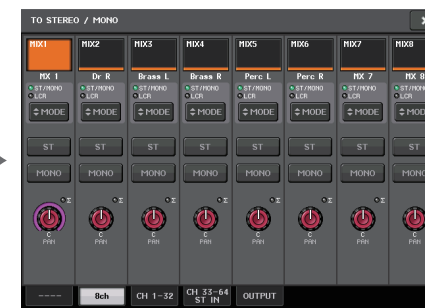 TO STEREO / MONO
MIX1 MIX2 MIX3 MIX4 MIX5 MIX6 MIX7 MIX8
MX 1 Dr R Brass L Brass R Perc L Perc R MX 7 MX 8
ST/MONO ST/MONO ST/MONO ST/MONO ST/MONO ST/MONO ST/MONO ST/MONO
LCR LCR LCR LCR LCR LCR LCR LCR
MODE MODE MODE MODE MODE MODE MODE MOD
ST ST ST ST ST ST ST ST
MONO MONO MONO MONO MONO MONO MONO MON
Σ Σ Σ Σ Σ Σ Σ
C C C C C C C C
PAN PAN PAN PAN PAN PAN PAN PAN
---- 8ch CH 1-32 CH 33-64 ST IN OUTPUT